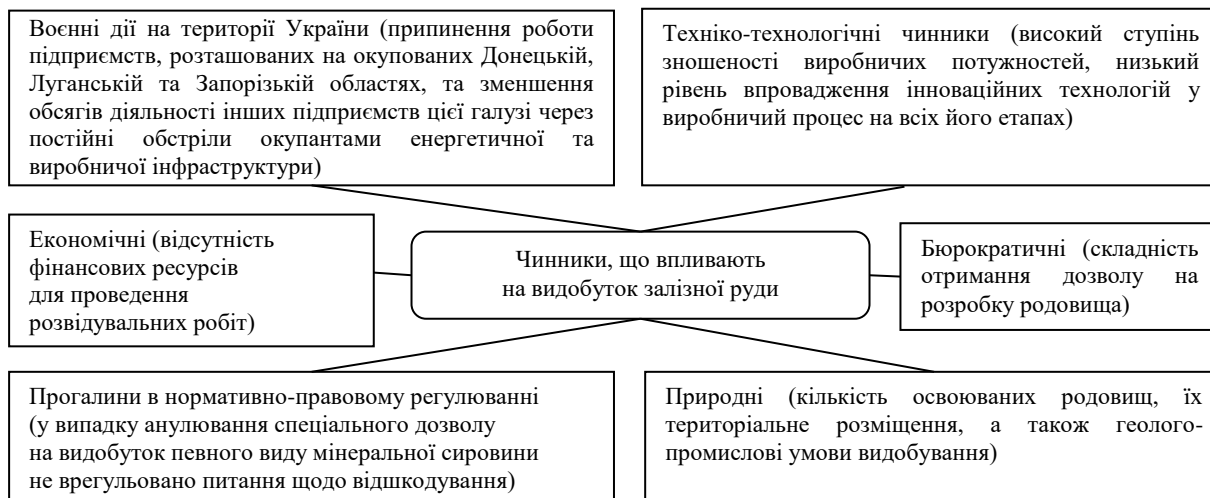 Воєнні дії на території України (припинення роботи
підприємств, розташованих на окупованих Донецькій,
Луганській та Запорізькій областях, та зменшення
обсягів діяльності інших підприємств цієї галузі через
постійні обстріли окупантами енергетичної та
виробничої інфраструктури)
Техніко-технологічні чинники (високий ступінь
зношеності виробничих потужностей, низький
рівень впровадження інноваційних технологій у
виробничий процес на всіх його етапах)
Економічні (відсутність
фінансових ресурсів
для проведення
розвідувальних робіт)
Чинники, що впливають
на видобуток залізної руди
Бюрократичні (складність
отримання дозволу на
розробку родовища)
Прогалини в нормативно-правовому регулюванні
(у випадку анулювання спеціального дозволу
на видобуток певного виду мінеральної сировини
не врегульовано питання щодо відшкодування)
Природні (кількість освоюваних родовищ, їх
територіальне розміщення, а також геолого-
промислові умови видобування)